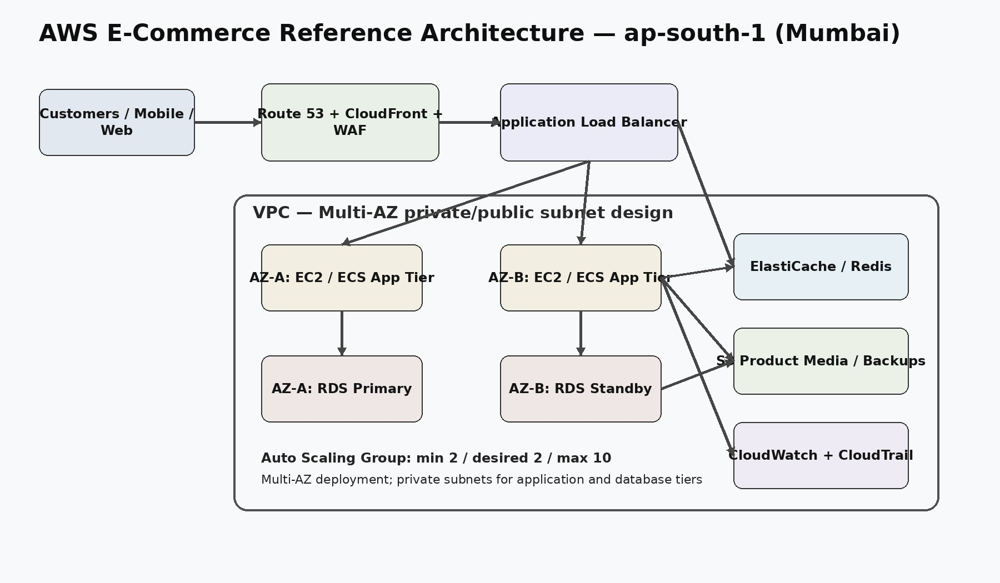 AWS E-Commerce Reference Architecture — ap-south-1 (Mumbai)
Customers / Mobile /
Web
Route 53 + CloudFront +
WAF
Application Load Balancer
VPC — Multi-AZ private/public subnet design
AZ-A: EC2 / ECS App Tier
AZ-B: EC2 / ECS App Tier
ElastiCache / Redis
S3 Product Media / Backups
AZ-A: RDS Primary
AZ-B: RDS Standby
CloudWatch + CloudTrail
Auto Scaling Group: min 2 / desired 2 / max 10
Multi-AZ deployment; private subnets for application and database tiers